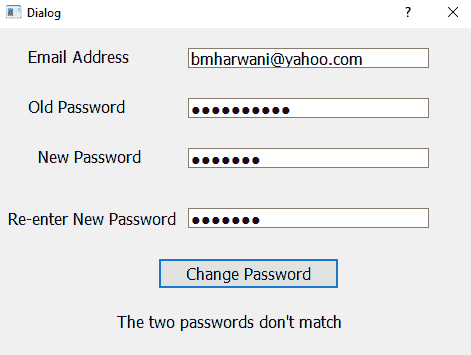 Dialog
Email Address bmharwani@yahoo.com
Old Password ●●●●●●●●●●
New Password ●●●●●●●
Re-enter New Password ●●●●●●●
Change Password
The two passwords don't match